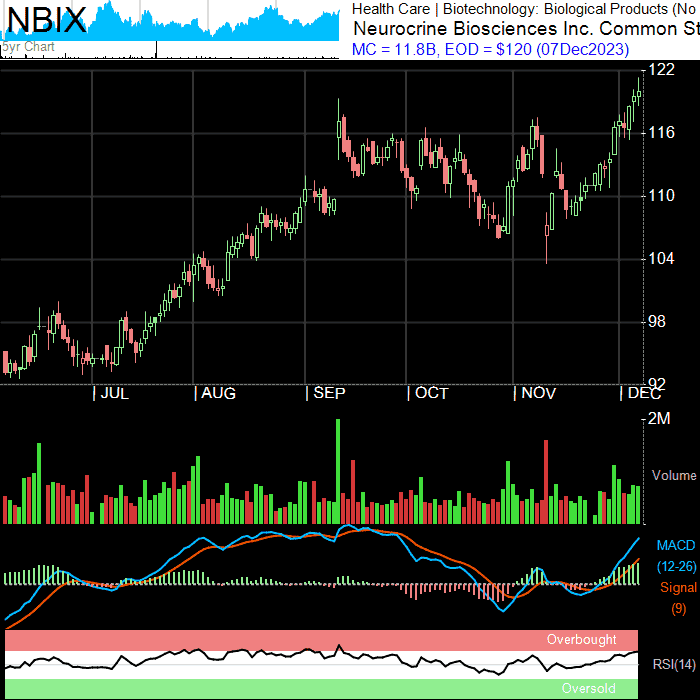 NBIX
5yr Chart
Health Care | Biotechnology: Biological Products (No
Neurocrine Biosciences Inc. Common St
MC = 11.8B, EOD = $120 (07Dec2023)
122
116
110
104
98
92
| JUL | AUG | SEP | OCT | NOV | DEC
2M
Volume
MACD
(12-26)
Signal
(9)
Overbought
RSI(14)
Oversold